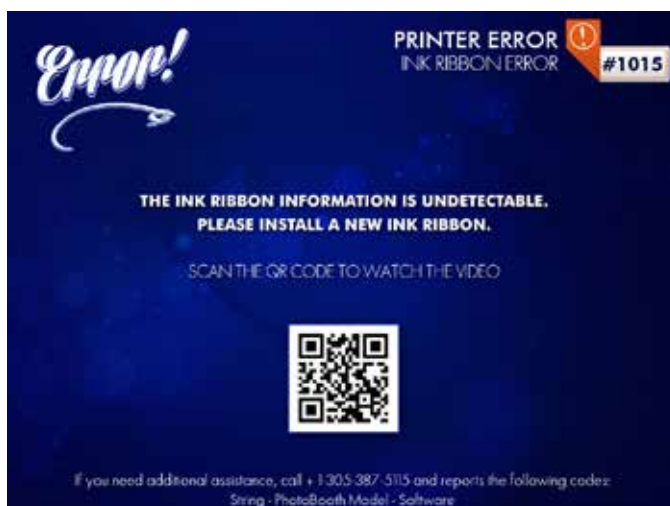 Error!
PRINTER ERROR
INK RIBBON ERROR
#1015
THE INK RIBBON INFORMATION IS UNDETECTABLE.
PLEASE INSTALL A NEW INK RIBBON.
SCAN THE QR CODE TO WATCH THE VIDEO
If you need additional assistance, call + 1-305-387-5115 and reports the following codes:
String - PhotoBooth Model - Software